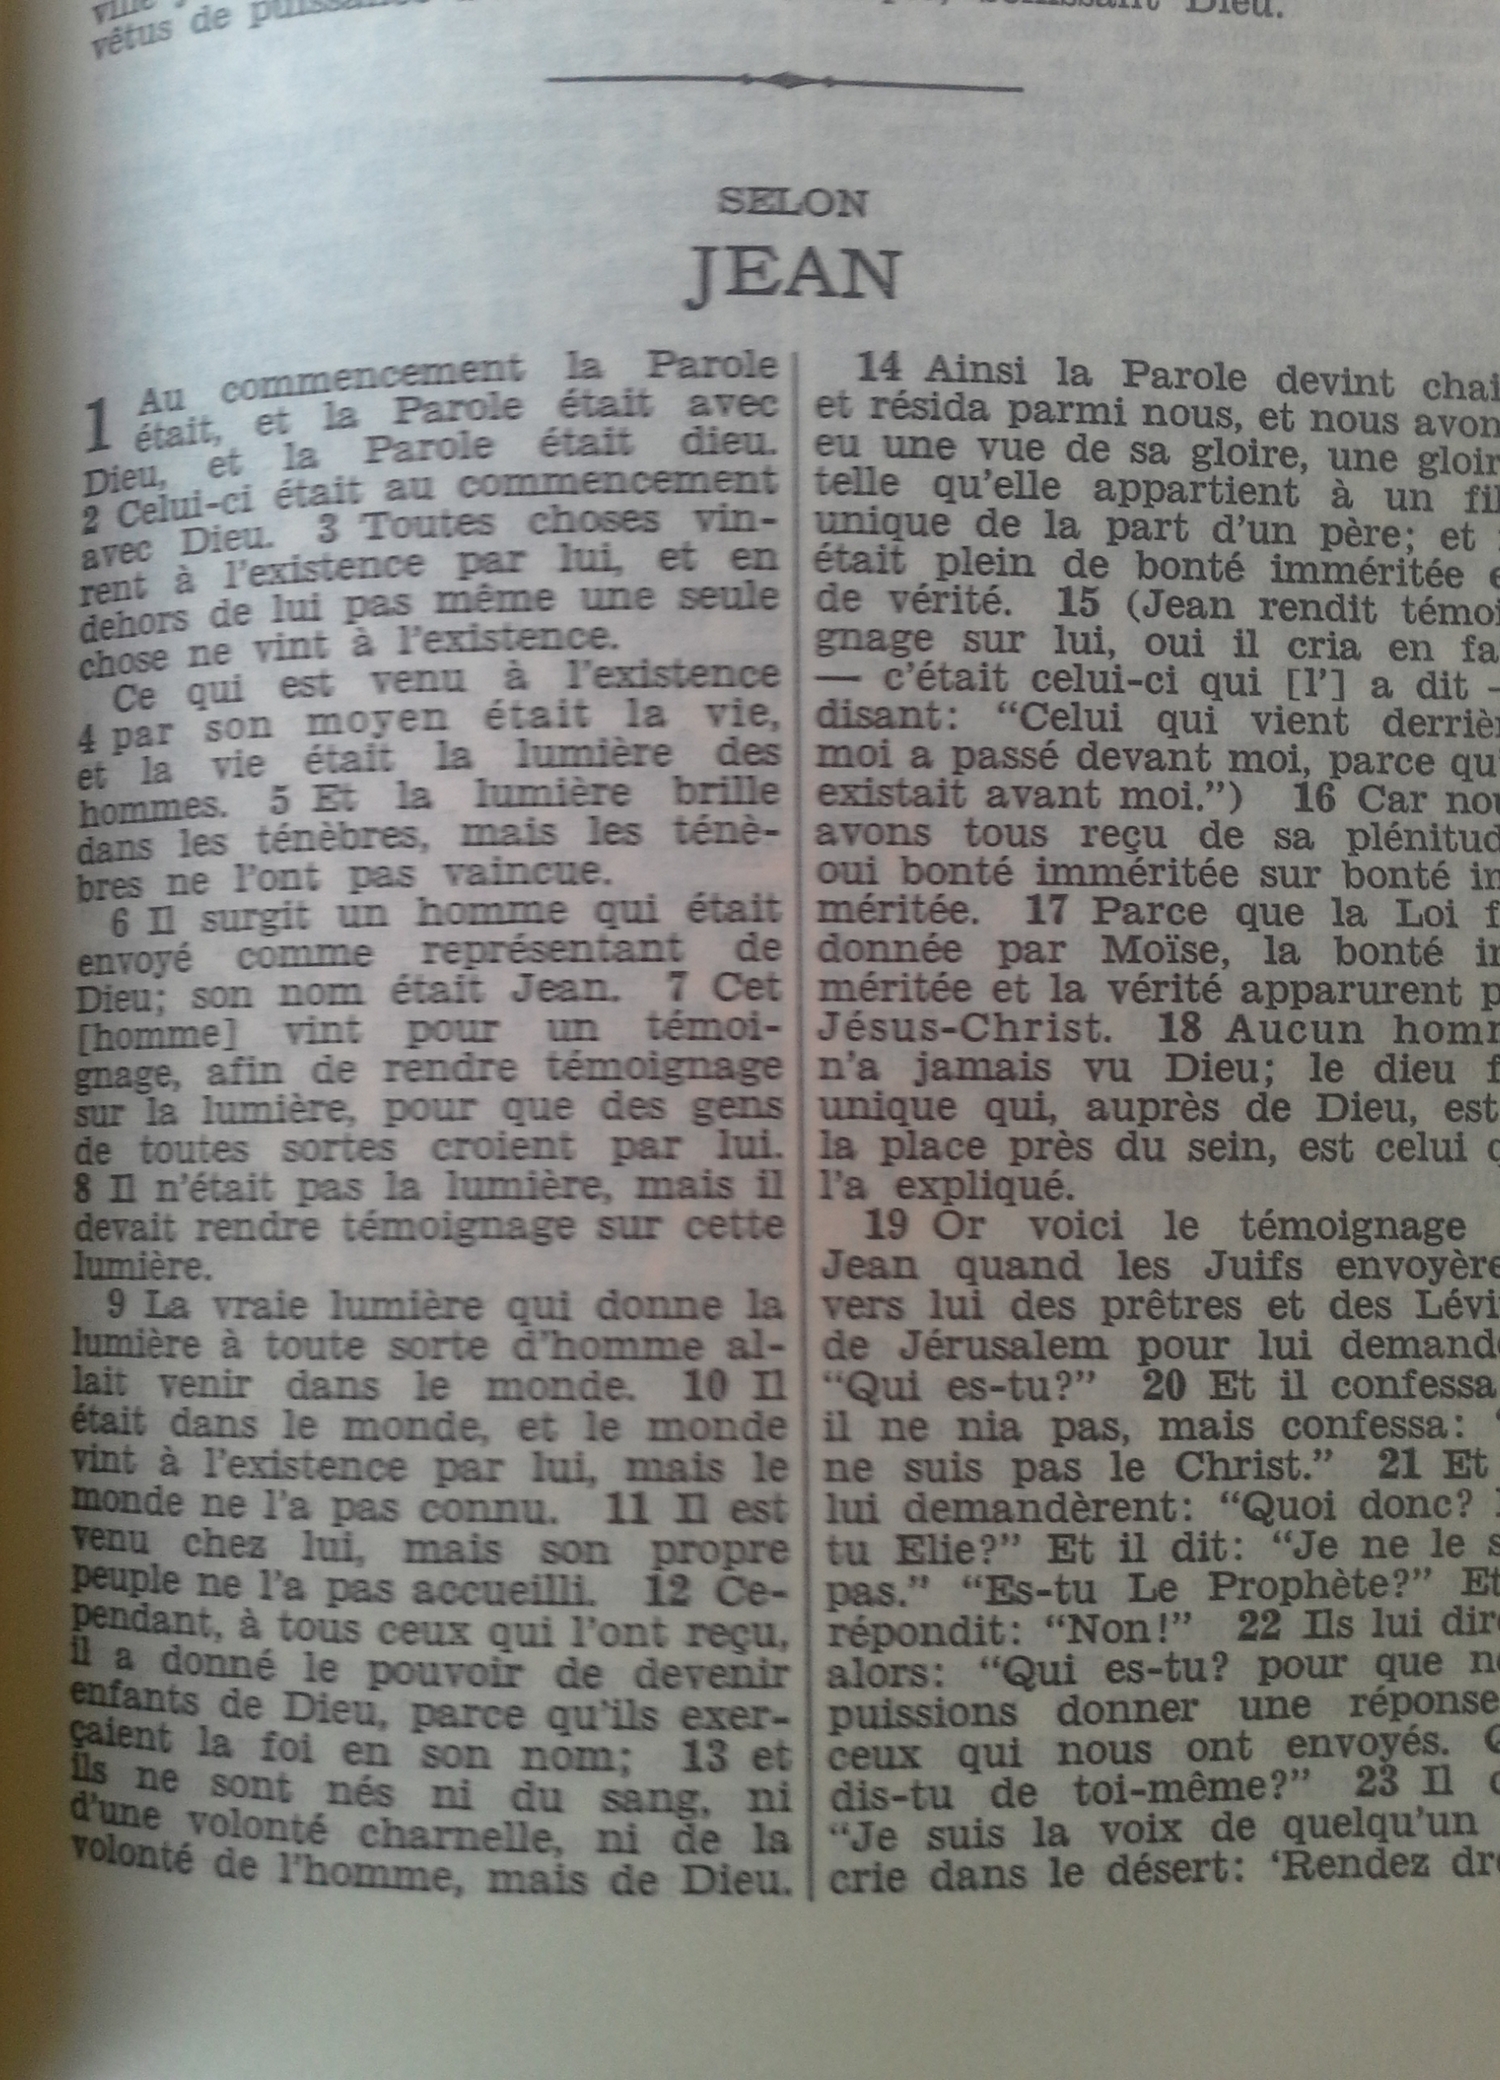 vêtus de
Dieu.
SELON
JEAN
1 Au commencement la Parole
était, et la Parole était avec
Dieu, et la Parole était dieu.
2 Celui-ci était au commencement
avec Dieu. 3 Toutes choses vin-
rent à l'existence par lui, et en
dehors de lui pas même une seule
chose ne vint à l'existence.
Ce qui est venu à l'existence
4 par son moyen était la vie,
et la vie était la lumière des
hommes. 5 Et la lumière brille
dans les ténèbres, mais les ténè-
bres ne l'ont pas vaincue.
6 Il surgit un homme qui était
envoyé comme représentant de
Dieu; son nom était Jean. 7 Cet
[homme] vint pour un témoi-
gnage, afin de rendre témoignage
sur la lumière, pour que des gens
de toutes sortes croient par lui.
8 Il n'était pas la lumière, mais il
devait rendre témoignage sur cette
lumière.
9 La vraie lumière qui donne la
lumière à toute sorte d'homme al-
lait venir dans le monde. 10 Il
était dans le monde, et le monde
vint à l'existence par lui, mais le
monde ne l'a pas connu. 11 Il est
venu chez lui, mais son propre
peuple ne l'a pas accueilli. 12 Ce-
pendant, à tous ceux qui l'ont reçu,
il a donné le pouvoir de devenir
enfants de Dieu, parce qu'ils exer-
çaient la foi en son nom; 13 et
ils ne sont nés ni du sang, ni
d'une volonté charnelle, ni de la
volonté de l'homme, mais de Dieu.
14 Ainsi la Parole devint chai
et résida parmi nous, et nous avon
eu une vue de sa gloire, une gloir
telle qu'elle appartient à un fil
unique de la part d'un père; et
était plein de bonté imméritée e
de vérité. 15 (Jean rendit témoi
gnage sur lui, oui il cria en fa
— c'était celui-ci qui [l'] a dit -
disant: “Celui qui vient derriè
moi a passé devant moi, parce qu'
existait avant moi.”) 16 Car nou
avons tous reçu de sa plénitud
oui bonté imméritée sur bonté im
méritée. 17 Parce que la Loi f
donnée par Moïse, la bonté im
méritée et la vérité apparurent p
Jésus-Christ. 18 Aucun hom
n'a jamais vu Dieu; le dieu f
unique qui, auprès de Dieu, est
la place près du sein, est celui q
l'a expliqué.
19 Or voici le témoignage
Jean quand les Juifs envoyère
vers lui des prêtres et des Lévi
de Jérusalem pour lui demand
“Qui es-tu?” 20 Et il confessa
il ne nia pas, mais confessa: “
ne suis pas le Christ.” 21 Et
lui demandèrent: “Quoi donc?
tu Elie?” Et il dit: “Je ne le s
pas.” “Es-tu Le Prophète?” Et
répondit: “Non!” 22 Ils lui dir
alors: “Qui es-tu? pour que no
puissions donner une réponse
ceux qui nous ont envoyés. Q
dis-tu de toi-même?” 23 Il d
“Je suis la voix de quelqu'un
crie dans le désert: ‘Rendez dro